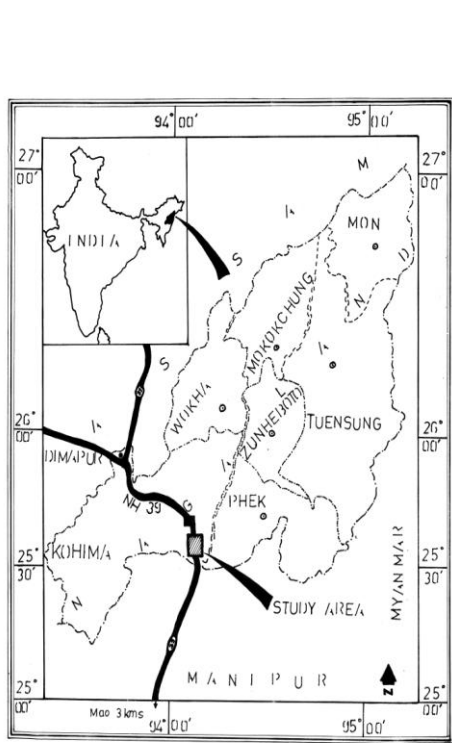 94°00' 95°00'
27°00' 27°00'
INDIA
MON
ASSAM
MOKOKCHUNG
WOKHA
ZUNHEBOTO
TUENSUNG
26°00' 26°00'
DIMAPUR
NH 39
PHEK
KOHIMA
NAGALAND
25°30' 25°30'
STUDY AREA
MYANMAR
MANIPUR
N
25°00' 25°00'
Mao 3 kms
94°00' 95°00'